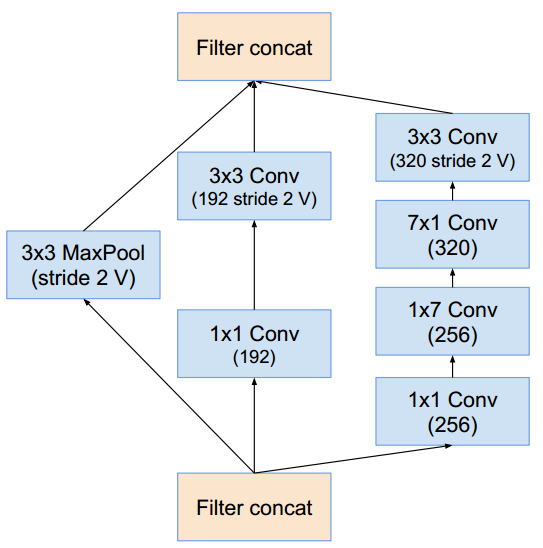 Filter concat
3x3 Conv
(320 stride 2 V)
3x3 Conv
(192 stride 2 V)
7x1 Conv
(320)
3x3 MaxPool
(stride 2 V)
1x7 Conv
(256)
1x1 Conv
(192)
1x1 Conv
(256)
Filter concat